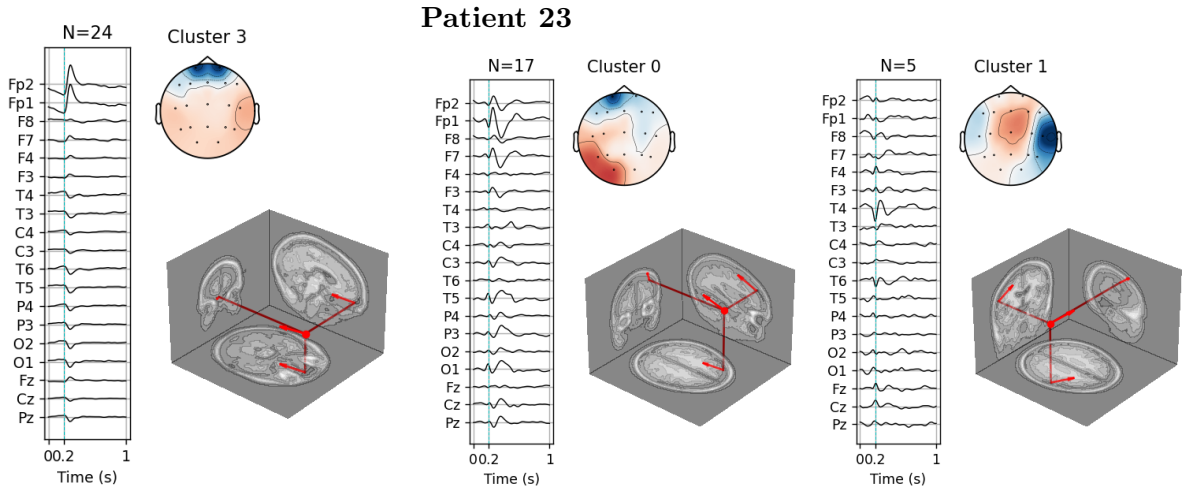 Patient 23
N=24
Cluster 3
Fp2
Fp1
F8
F7
F4
F3
T4
T3
C4
C3
T6
T5
P4
P3
O2
O1
Fz
Cz
Pz
00.2 1
Time (s)
N=17
Cluster 0
Fp2
Fp1
F8
F7
F4
F3
T4
T3
C4
C3
T6
T5
P4
P3
O2
O1
Fz
Cz
Pz
00.2 1
Time (s)
N=5
Cluster 1
Fp2
Fp1
F8
F7
F4
F3
T4
T3
C4
C3
T6
T5
P4
P3
O2
O1
Fz
Cz
Pz
00.2 1
Time (s)